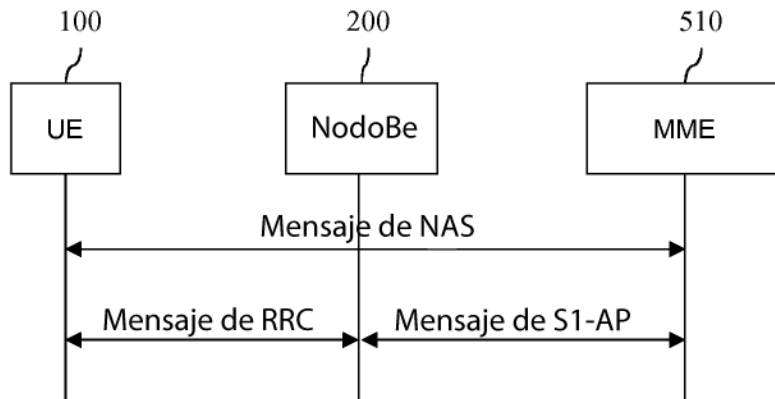 100 200 510
UE NodoBe MME
Mensaje de NAS
Mensaje de RRC Mensaje de S1-AP